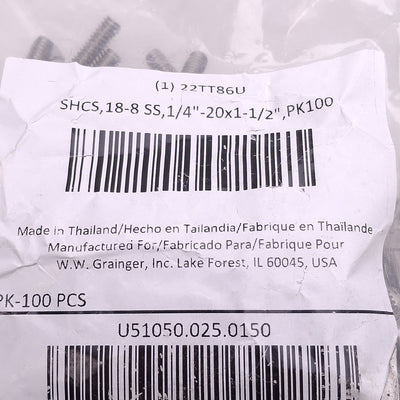 (1) 22TT86U
SHCS,18-8 SS,1/4"-20x1-1/2",PK100
Made in Thailand/Hecho en Tailandia/Fabrique en Thaïlande
Manufactured For/Fabricado Para/Fabrique Pour
W.W. Grainger, Inc. Lake Forest, IL 60045, USA
PK-100 PCS
U51050.025.0150